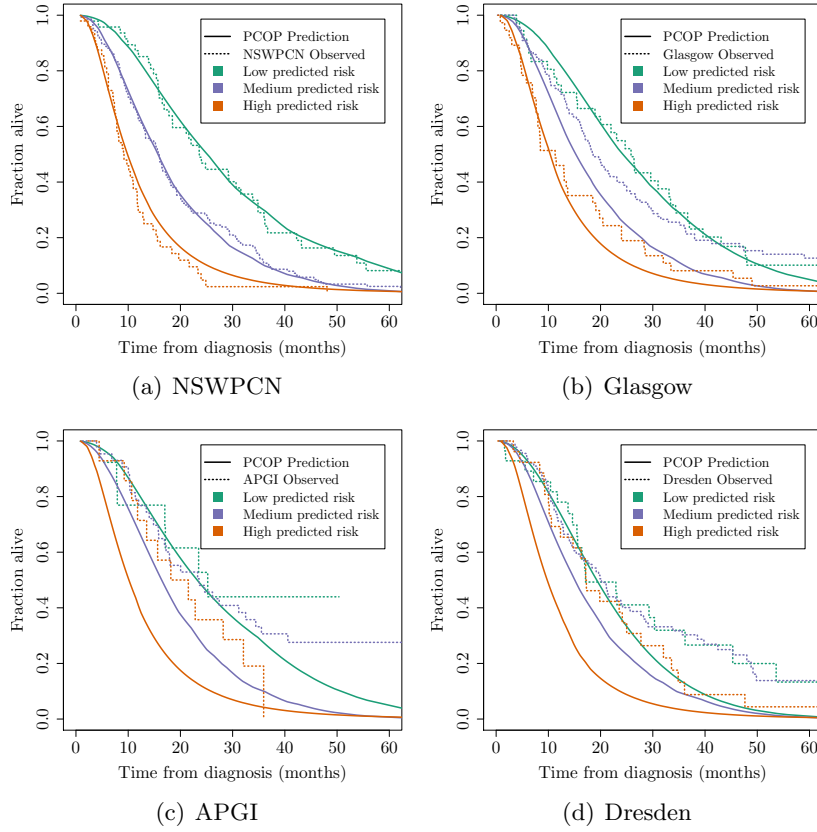 PCOP Prediction
NSWPCN Observed
Low predicted risk
Medium predicted risk
High predicted risk
Fraction alive
1.0
0.8
0.6
0.4
0.2
0.0
0 10 20 30 40 50 60
Time from diagnosis (months)
(a) NSWPCN
PCOP Prediction
Glasgow Observed
Low predicted risk
Medium predicted risk
High predicted risk
Fraction alive
1.0
0.8
0.6
0.4
0.2
0.0
0 10 20 30 40 50 60
Time from diagnosis (months)
(b) Glasgow
PCOP Prediction
APGI Observed
Low predicted risk
Medium predicted risk
High predicted risk
Fraction alive
1.0
0.8
0.6
0.4
0.2
0.0
0 10 20 30 40 50 60
Time from diagnosis (months)
(c) APGI
PCOP Prediction
Dresden Observed
Low predicted risk
Medium predicted risk
High predicted risk
Fraction alive
1.0
0.8
0.6
0.4
0.2
0.0
0 10 20 30 40 50 60
Time from diagnosis (months)
(d) Dresden